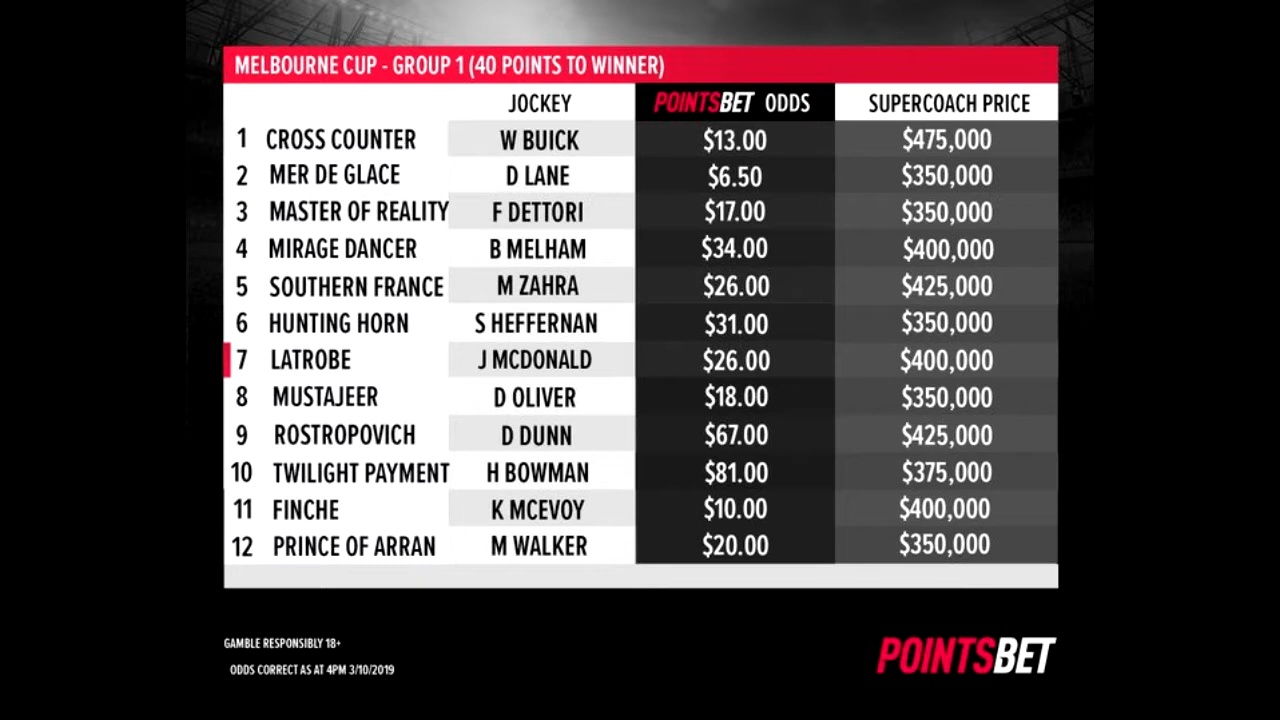 MELBOURNE CUP - GROUP 1 (40 POINTS TO WINNER)
JOCKEY POINTSBET ODDS SUPERCOACH PRICE
1 CROSS COUNTER W BUICK $13.00 $475,000
2 MER DE GLACE D LANE $6.50 $350,000
3 MASTER OF REALITY F DETTORI $17.00 $350,000
4 MIRAGE DANCER B MELHAM $34.00 $400,000
5 SOUTHERN FRANCE M ZAHRA $26.00 $425,000
6 HUNTING HORN S HEFFERNAN $31.00 $350,000
7 LATROBE J MCDONALD $26.00 $400,000
8 MUSTAJEER D OLIVER $18.00 $350,000
9 ROSTROPOVICH D DUNN $67.00 $425,000
10 TWILIGHT PAYMENT H BOWMAN $81.00 $375,000
11 FINCHE K MCEVOY $10.00 $400,000
12 PRINCE OF ARRAN M WALKER $20.00 $350,000
GAMBLE RESPONSIBLY 18+
ODDS CORRECT AS AT 4PM 3/10/2019
POINTSBET